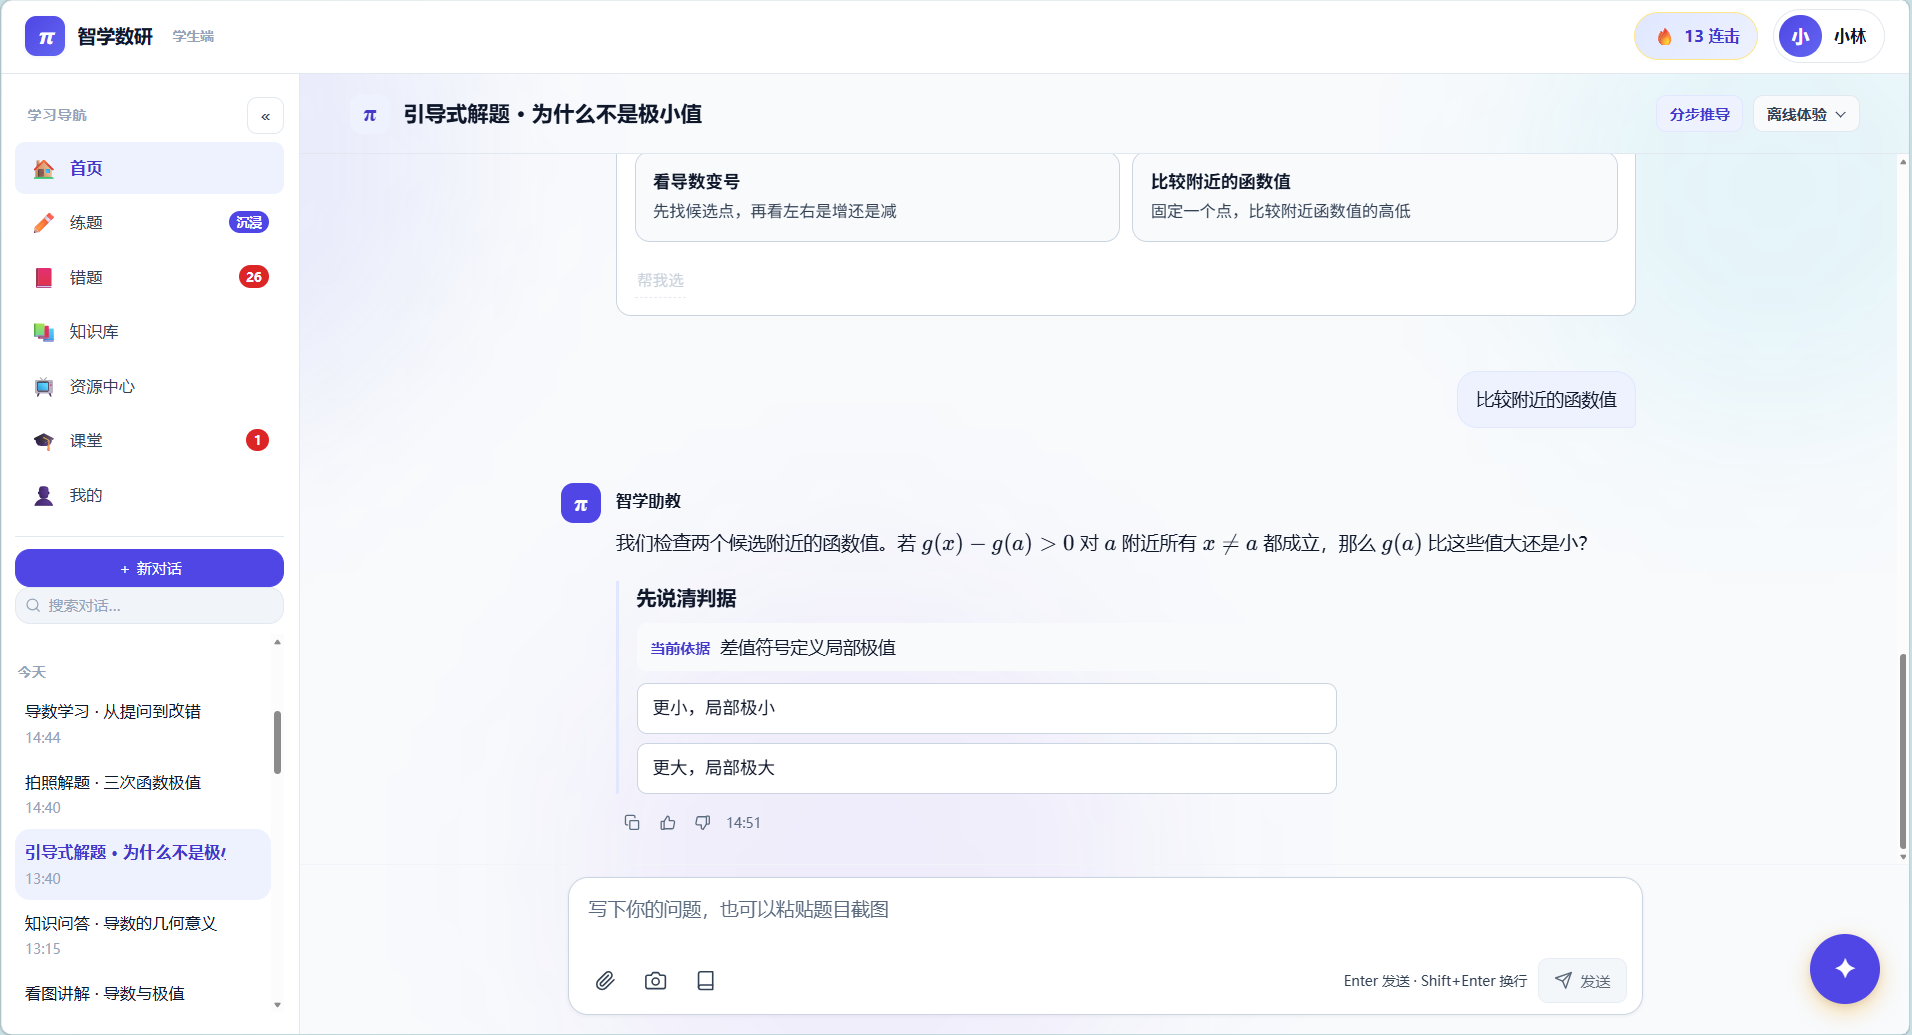 π 智学数研 学生端
13 连击
小 小林
学习导航 «
首页
练题 沉浸
错题 26
知识库
资源中心
课堂 1
我的
+ 新对话
搜索对话...
今天
导数学习 · 从提问到改错
14:44
拍照解题 · 三次函数极值
14:40
引导式解题 • 为什么不是极
13:40
知识问答 · 导数的几何意义
13:15
看图讲解 · 导数与极值
π 引导式解题 • 为什么不是极小值
分步推导 离线体验
看导数变号
先找候选点，再看左右是增还是减
比较附近的函数值
固定一个点，比较附近函数值的高低
帮我选
比较附近的函数值
π 智学助教
我们检查两个候选附近的函数值。若 g(x) − g(a) > 0 对 a 附近所有 x ≠ a 都成立，那么 g(a) 比这些值大还是小？
先说清判据
当前依据 差值符号定义局部极值
更小，局部极小
更大，局部极大
14:51
写下你的问题，也可以粘贴题目截图
Enter 发送 · Shift+Enter 换行 发送